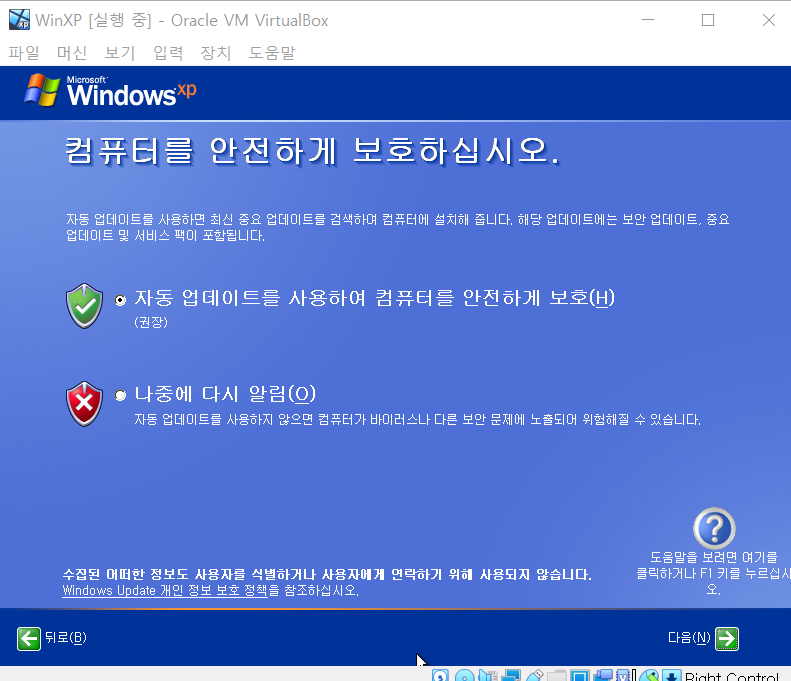 WinXP [실행 중] - Oracle VM VirtualBox
파일 머신 보기 입력 장치 도움말
Microsoft
Windows xp
컴퓨터를 안전하게 보호하십시오.
자동 업데이트를 사용하면 최신 중요 업데이트를 검색하여 컴퓨터에 설치해 줍니다. 해당 업데이트에는 보안 업데이트, 중요
업데이트 및 서비스 팩이 포함됩니다.
자동 업데이트를 사용하여 컴퓨터를 안전하게 보호(H)
(권장)
나중에 다시 알림(O)
자동 업데이트를 사용하지 않으면 컴퓨터가 바이러스나 다른 보안 문제에 노출되어 위험해질 수 있습니다.
도움말을 보려면 여기를
클릭하거나 F1 키를 누르십시
오.
수집된 어떠한 정보도 사용자를 식별하거나 사용자에게 연락하기 위해 사용되지 않습니다.
Windows Update 개인 정보 보호 정책을 참조하십시오.
뒤로(B)
다음(N)
Right Control